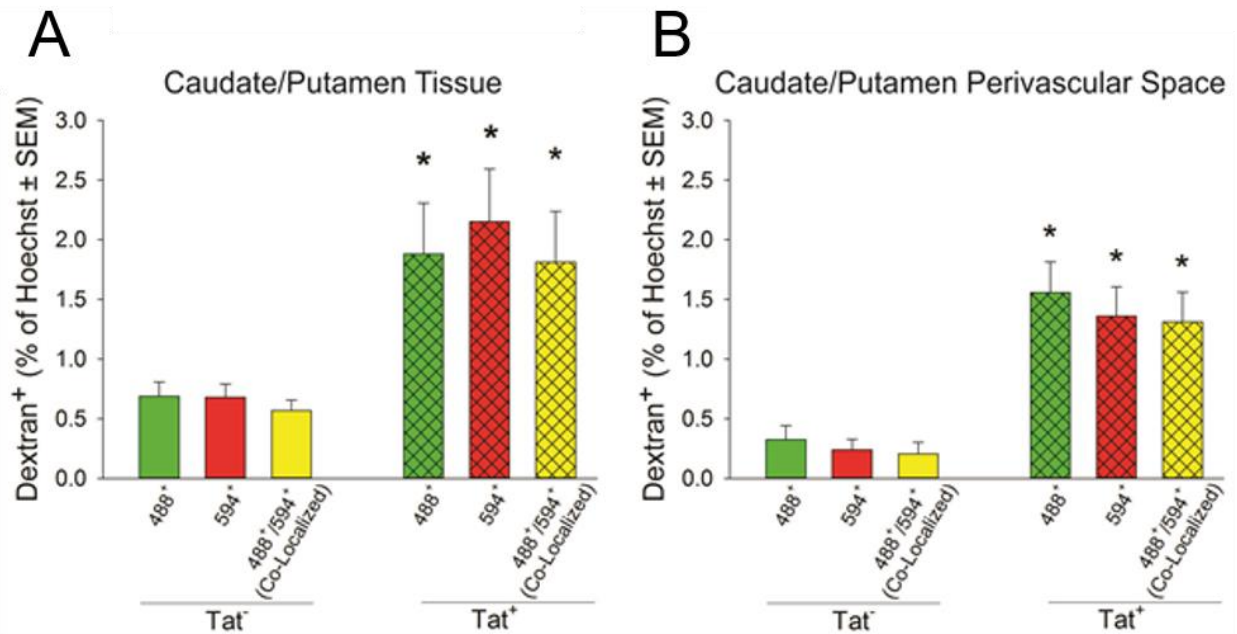 A
Caudate/Putamen Tissue
Dextran⁺ (% of Hoechst ± SEM)
3.0
2.5
2.0
1.5
1.0
0.5
0.0
* * *
488⁺
594⁺
488⁺/594⁺
(Co-Localized)
488⁺
594⁺
488⁺/594⁺
(Co-Localized)
Tat⁻
Tat⁺
B
Caudate/Putamen Perivascular Space
Dextran⁺ (% of Hoechst ± SEM)
3.0
2.5
2.0
1.5
1.0
0.5
0.0
* * *
488⁺
594⁺
488⁺/594⁺
(Co-Localized)
488⁺
594⁺
488⁺/594⁺
(Co-Localized)
Tat⁻
Tat⁺